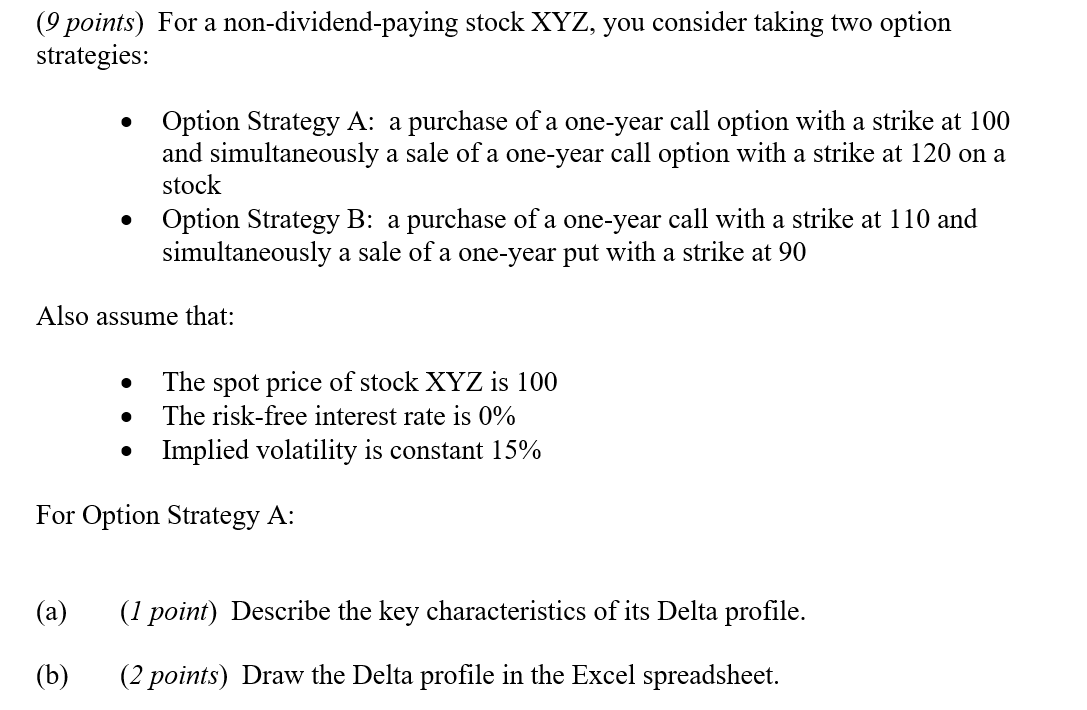 (9 points) For a non-dividend-paying stock XYZ, you consider taking two option
strategies:
• Option Strategy A: a purchase of a one-year call option with a strike at 100
and simultaneously a sale of a one-year call option with a strike at 120 on a
stock
• Option Strategy B: a purchase of a one-year call with a strike at 110 and
simultaneously a sale of a one-year put with a strike at 90
Also assume that:
• The spot price of stock XYZ is 100
• The risk-free interest rate is 0%
• Implied volatility is constant 15%
For Option Strategy A:
(a) (1 point) Describe the key characteristics of its Delta profile.
(b) (2 points) Draw the Delta profile in the Excel spreadsheet.